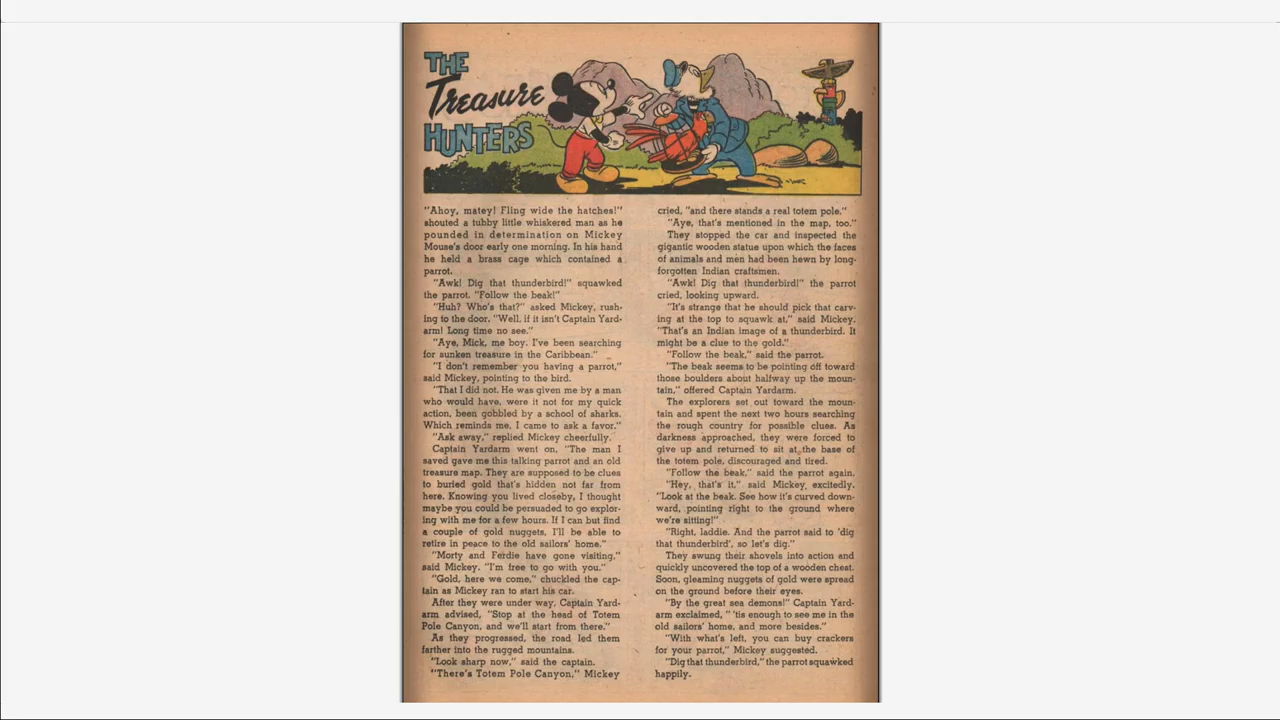 THE
Treasure
HUNTERS
"Ahoy, matey! Fling wide the hatches!"
shouted a tubby little whiskered man as he
pounded in determination on Mickey
Mouse's door early one morning. In his hand
he held a brass cage which contained a
parrot.
"Awk! Dig that thunderbird!" squawked
the parrot. "Follow the beak!"
"Huh? Who's that?" asked Mickey, rush-
ing to the door. "Well, if it isn't Captain Yard-
arm! Long time no see."
"Aye, Mick, me boy. I've been searching
for sunken treasure in the Caribbean."
"I don't remember you having a parrot,"
said Mickey, pointing to the bird.
"That I did not. He was given me by a man
who would have, were it not for my quick
action, been gobbled by a school of sharks.
Which reminds me, I came to ask a favor."
"Ask away," replied Mickey cheerfully.
Captain Yardarm went on, "The man I
saved gave me this talking parrot and an old
treasure map. They are supposed to be clues
to buried gold that's hidden not far from
here. Knowing you lived closeby, I thought
maybe you could be persuaded to go explor-
ing with me for a few hours. If I can but find
a couple of gold nuggets, I'll be able to
retire in peace to the old sailors' home."
"Morty and Ferdie have gone visiting,"
said Mickey. "I'm free to go with you."
"Gold, here we come," chuckled the cap-
tain as Mickey ran to start his car.
After they were under way, Captain Yard-
arm advised, "Stop at the head of Totem
Pole Canyon, and we'll start from there."
As they progressed, the road led them
farther into the rugged mountains.
"Look sharp now," said the captain.
"There's Totem Pole Canyon," Mickey
cried, "and there stands a real totem pole."
"Aye, that's mentioned in the map, too."
They stopped the car and inspected the
gigantic wooden statue upon which the faces
of animals and men had been hewn by long-
forgotten Indian craftsmen.
"Awk! Dig that thunderbird!" the parrot
cried, looking upward.
"It's strange that he should pick that carv-
ing at the top to squawk at," said Mickey.
"That's an Indian image of a thunderbird. It
might be a clue to the gold."
"Follow the beak," said the parrot.
"The beak seems to be pointing off toward
those boulders about halfway up the moun-
tain," offered Captain Yardarm.
The explorers set out toward the moun-
tain and spent the next two hours searching
the rough country for possible clues. As
darkness approached, they were forced to
give up and returned to sit at the base of
the totem pole, discouraged and tired.
"Follow the beak," said the parrot again.
"Hey, that's it," said Mickey excitedly.
"Look at the beak. See how it's curved down-
ward, pointing right to the ground where
we're sitting!"
"Right, laddie. And the parrot said to 'dig
that thunderbird', so let's dig."
They swung their shovels into action and
quickly uncovered the top of a wooden chest.
Soon, gleaming nuggets of gold were spread
on the ground before their eyes.
"By the great sea demons!" Captain Yard-
arm exclaimed, " 'tis enough to see me in the
old sailors' home, and more besides."
"With what's left, you can buy crackers
for your parrot," Mickey suggested.
"Dig that thunderbird," the parrot squawked
happily.